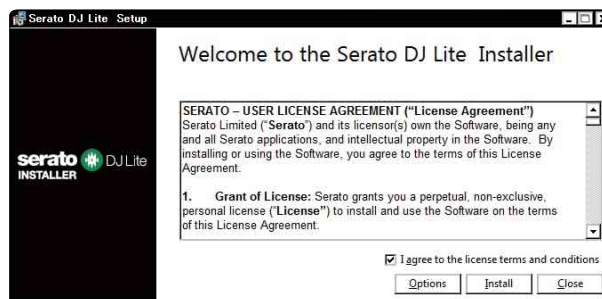 Serato DJ Lite Setup
Welcome to the Serato DJ Lite Installer
SERATO – USER LICENSE AGREEMENT ("License Agreement")
Serato Limited ("Serato") and its licensor(s) own the Software, being any
and all Serato applications, and intellectual property in the Software. By
installing or using the Software, you agree to the terms of this License
Agreement.
1. Grant of License: Serato grants you a perpetual, non-exclusive,
personal license ("License") to install and use the Software on the terms
of this License Agreement.
serato DJ Lite
INSTALLER
I agree to the license terms and conditions
Options Install Close